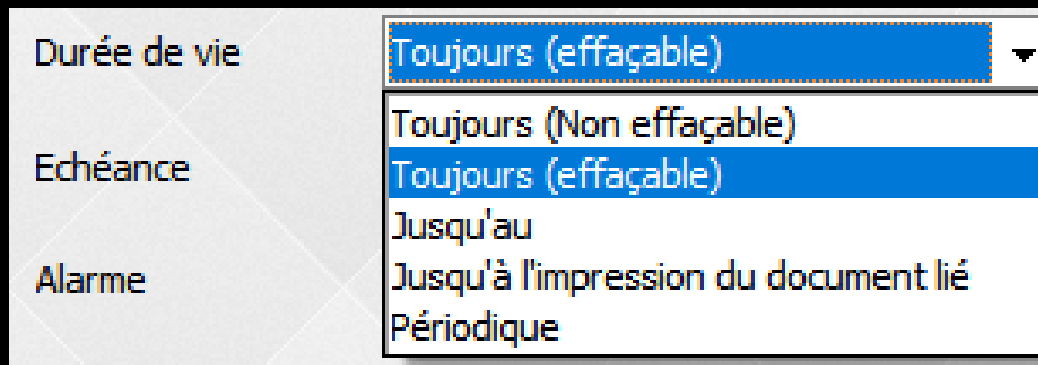 Durée de vie
Toujours (effaçable)
Toujours (Non effaçable)
Echéance
Toujours (effaçable)
Jusqu'au
Alarme
Jusqu'à l'impression du document lié
Périodique